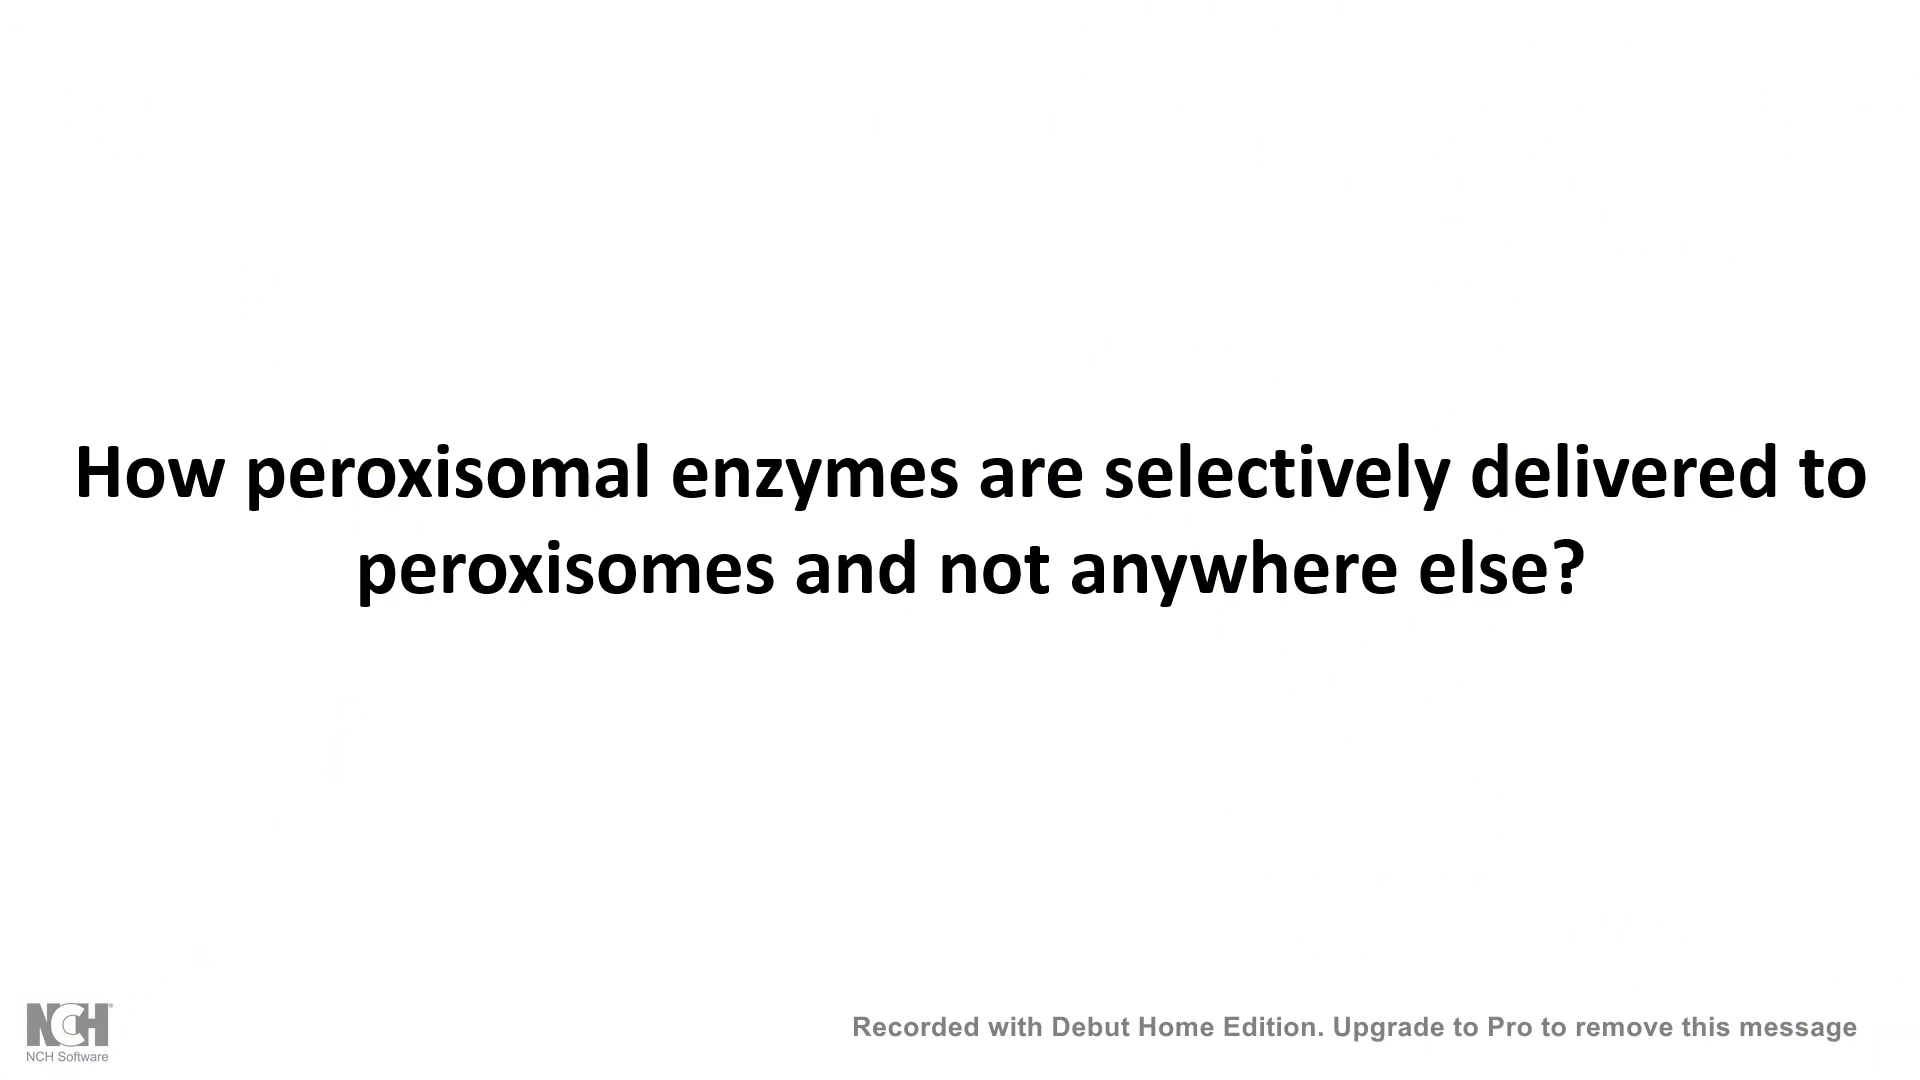 How peroxisomal enzymes are selectively delivered to
peroxisomes and not anywhere else?
NCH
NCH Software
Recorded with Debut Home Edition. Upgrade to Pro to remove this message